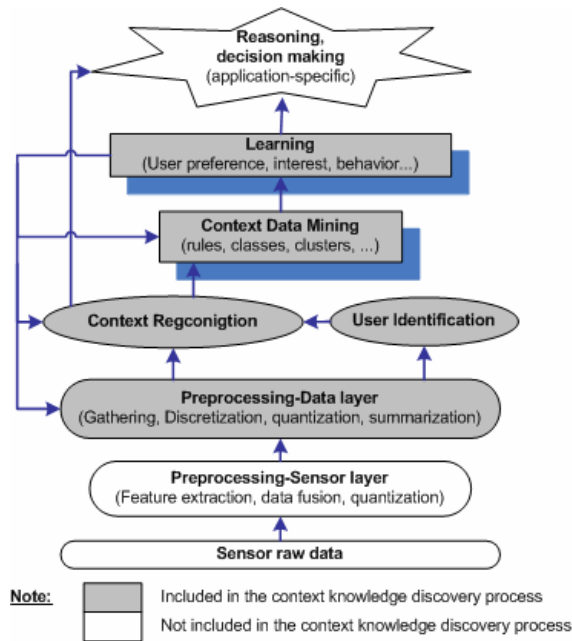 Reasoning,
decision making
(application-specific)
Learning
(User preference, interest, behavior...)
Context Data Mining
(rules, classes, clusters, ...)
Context Regconigtion
User Identification
Preprocessing-Data layer
(Gathering, Discretization, quantization, summarization)
Preprocessing-Sensor layer
(Feature extraction, data fusion, quantization)
Sensor raw data
Note:
Included in the context knowledge discovery process
Not included in the context knowledge discovery process